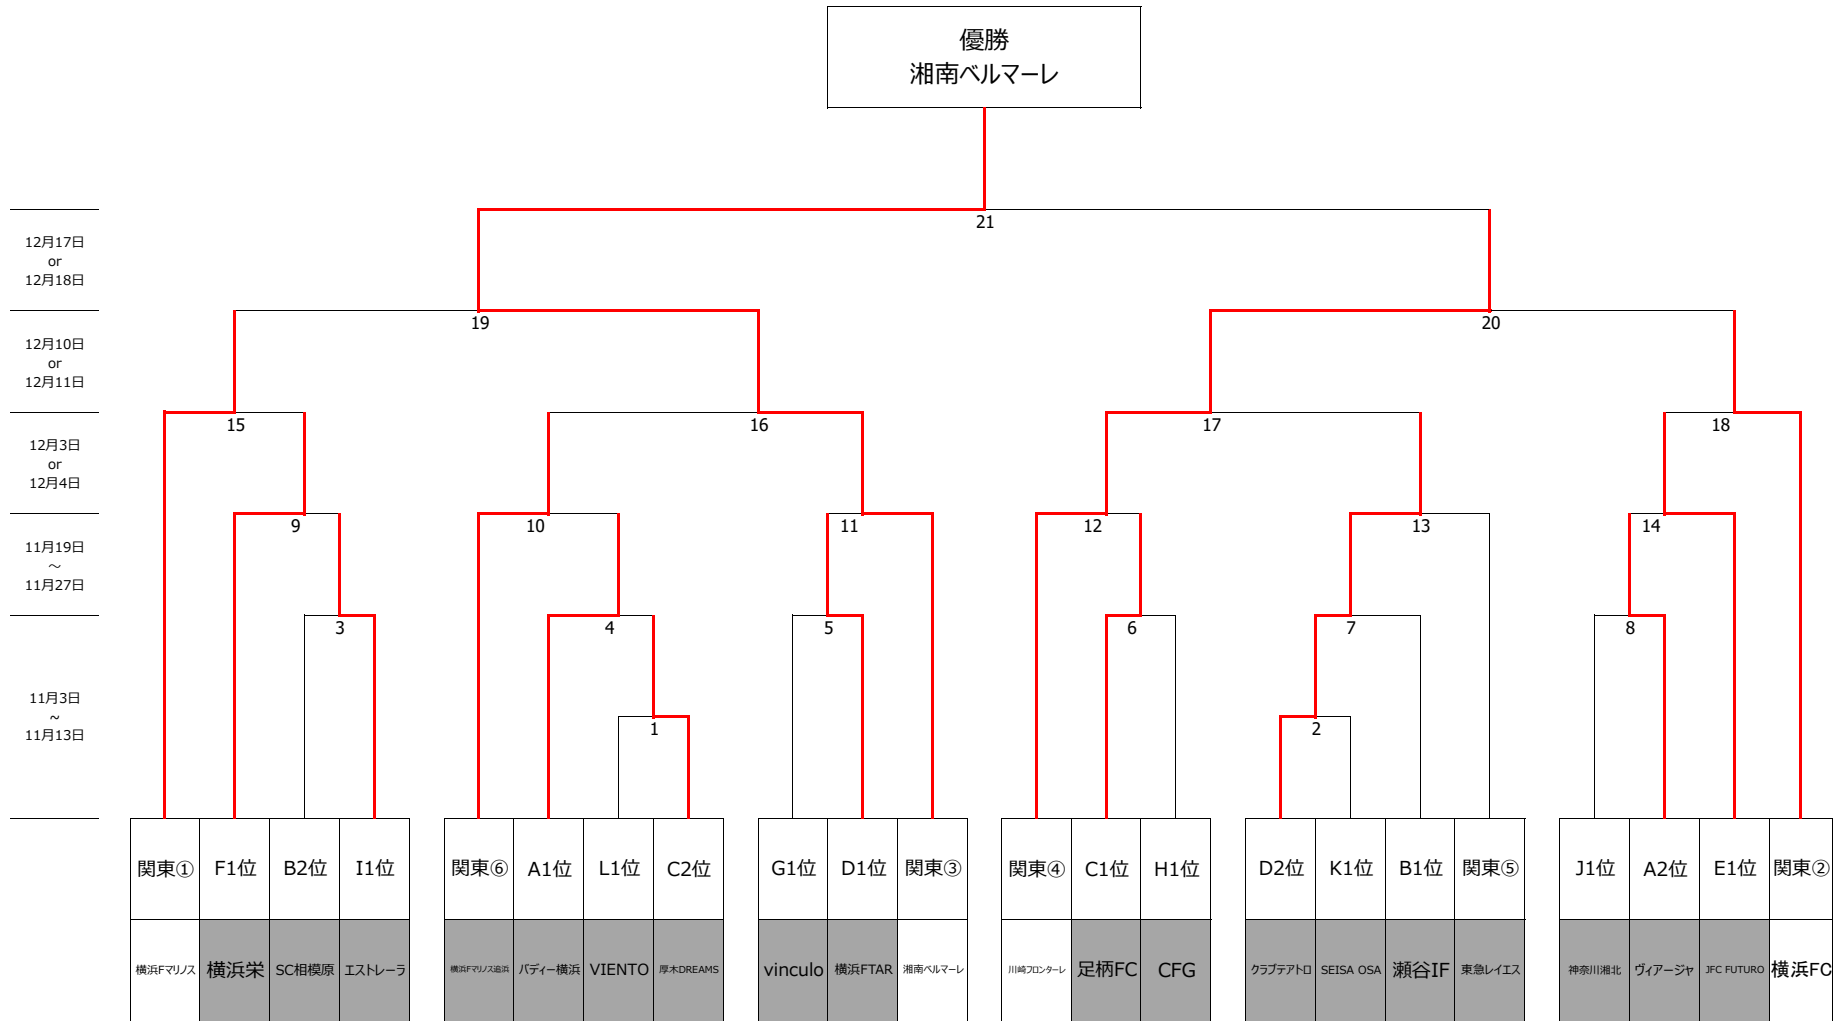 優勝
湘南ベルマーレ
21
12月17日
or
12月18日
19
20
12月10日
or
12月11日
15
16
17
18
12月3日
or
12月4日
9
10
11
12
13
14
11月19日
～
11月27日
3
4
5
6
7
8
11月3日
~
11月13日
1
2
関東① F1位 B2位 I1位 関東⑥ A1位 L1位 C2位 G1位 D1位 関東③ 関東④ C1位 H1位 D2位 K1位 B1位 関東⑤ J1位 A2位 E1位 関東②
横浜Fマリノス 横浜栄 SC相模原 エストレーラ 横浜Fマリノス追浜 バディー横浜 VIENTO 厚木DREAMS vinculo 横浜FTAR 湘南ベルマーレ 川崎フロンターレ 足柄FC CFG クラブテアトロ SEISA OSA 瀬谷IF 東急レイエス 神奈川湘北 ヴィアージャ JFC FUTURO 横浜FC